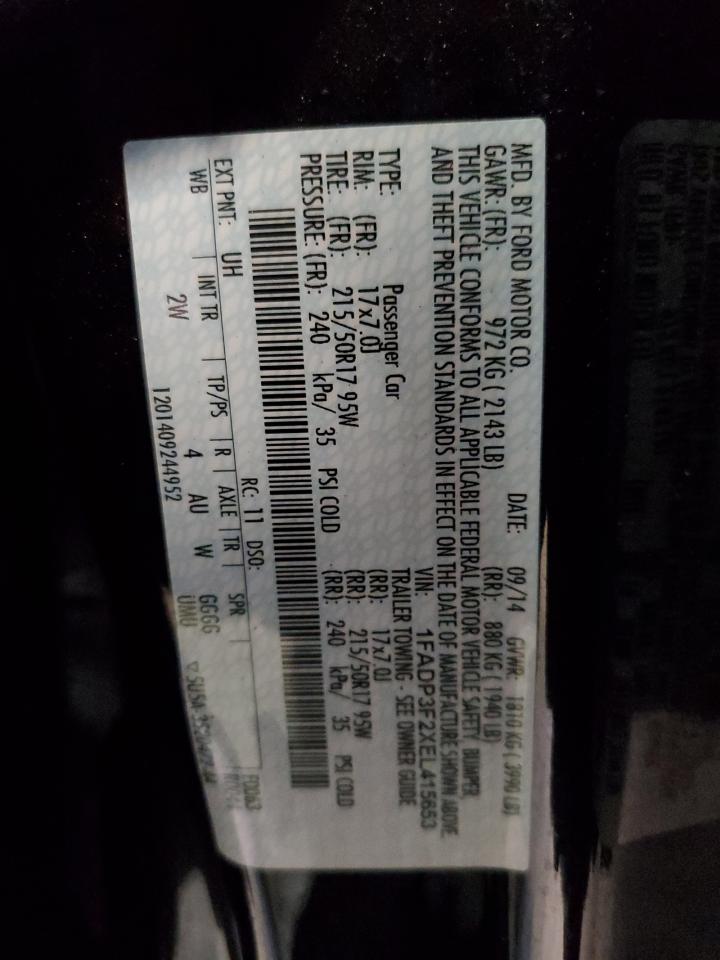 MFD. BY FORD MOTOR CO.
DATE: 09/14 GVWR: 1810 KG ( 3990 LB)
GAWR: (FR): 972 KG ( 2143 LB) (RR): 880 KG ( 1940 LB)
THIS VEHICLE CONFORMS TO ALL APPLICABLE FEDERAL MOTOR VEHICLE SAFETY, BUMPER,
AND THEFT PREVENTION STANDARDS IN EFFECT ON THE DATE OF MANUFACTURE SHOWN ABOVE.
VIN: 1FADP3F2XEL415653
TYPE: Passenger Car TRAILER TOWING - SEE OWNER GUIDE
RIM: (FR): 17x7.0J (RR): 17x7.0J
TIRE: (FR): 215/50R17 95W (RR): 215/50R17 95W
PRESSURE: (FR): 240 kPa/ 35 PSI COLD (RR): 240 kPa/ 35 PSI COLD
RC: 11 DSO: F0063
EXT PNT: UH
WB | INT TR | TP/PS | R | AXLE | TR | SPR
2W 4 AU W GGGG
1201409244952 UMU